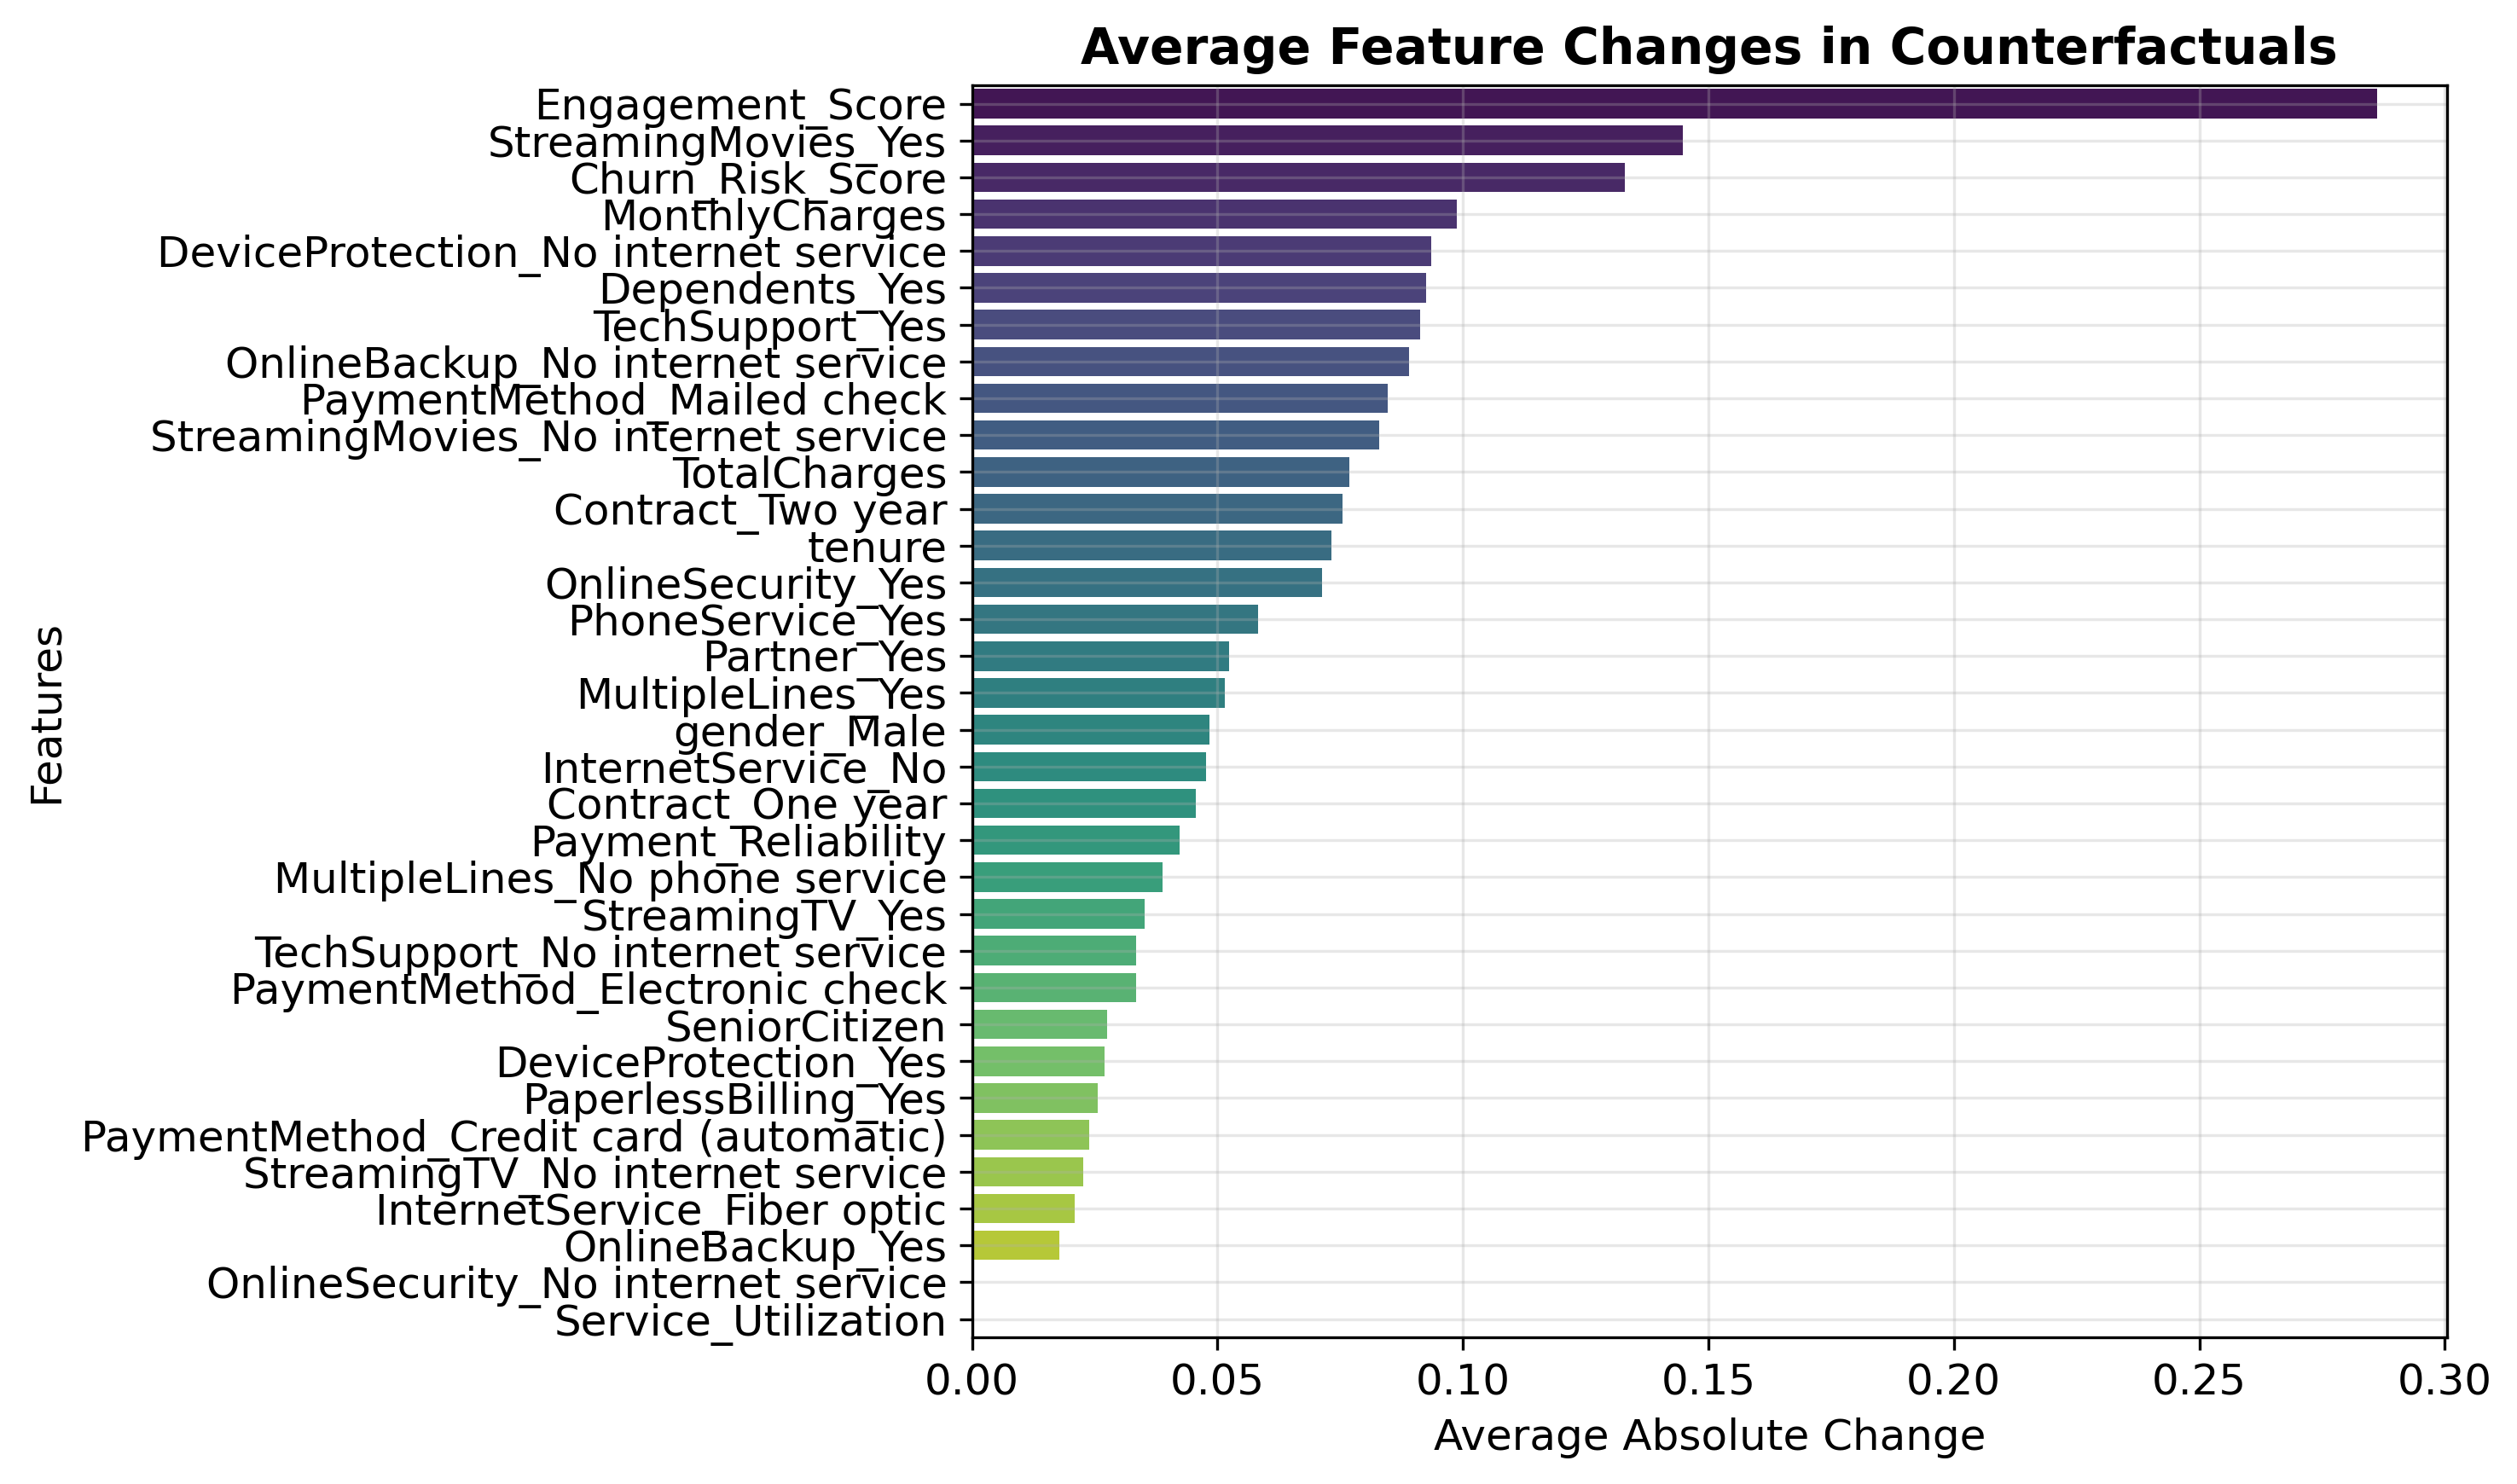 Average Feature Changes in Counterfactuals
Engagement_Score
StreamingMovies_Yes
Churn_Risk_Score
MonthlyCharges
DeviceProtection_No internet service
Dependents_Yes
TechSupport_Yes
OnlineBackup_No internet service
PaymentMethod_Mailed check
StreamingMovies_No internet service
TotalCharges
Contract_Two year
tenure
OnlineSecurity_Yes
PhoneService_Yes
Partner_Yes
MultipleLines_Yes
gender_Male
InternetService_No
Contract_One year
Payment_Reliability
MultipleLines_No phone service
StreamingTV_Yes
TechSupport_No internet service
PaymentMethod_Electronic check
SeniorCitizen
DeviceProtection_Yes
PaperlessBilling_Yes
PaymentMethod_Credit card (automatic)
StreamingTV_No internet service
InternetService_Fiber optic
OnlineBackup_Yes
OnlineSecurity_No internet service
Service_Utilization
Features
0.00 0.05 0.10 0.15 0.20 0.25 0.30
Average Absolute Change